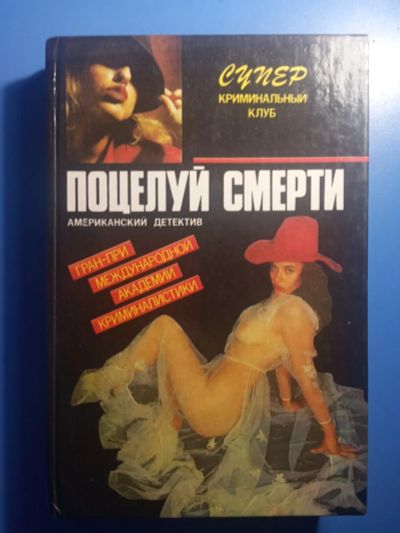 СУПЕР
КРИМИНАЛЬНЫЙ
КЛУБ
ПОЦЕЛУЙ СМЕРТИ
АМЕРИКАНСКИЙ ДЕТЕКТИВ
ГРАН-ПРИ
МЕЖДУНАРОДНОЙ
АКАДЕМИИ
КРИМИНАЛИСТИКИ